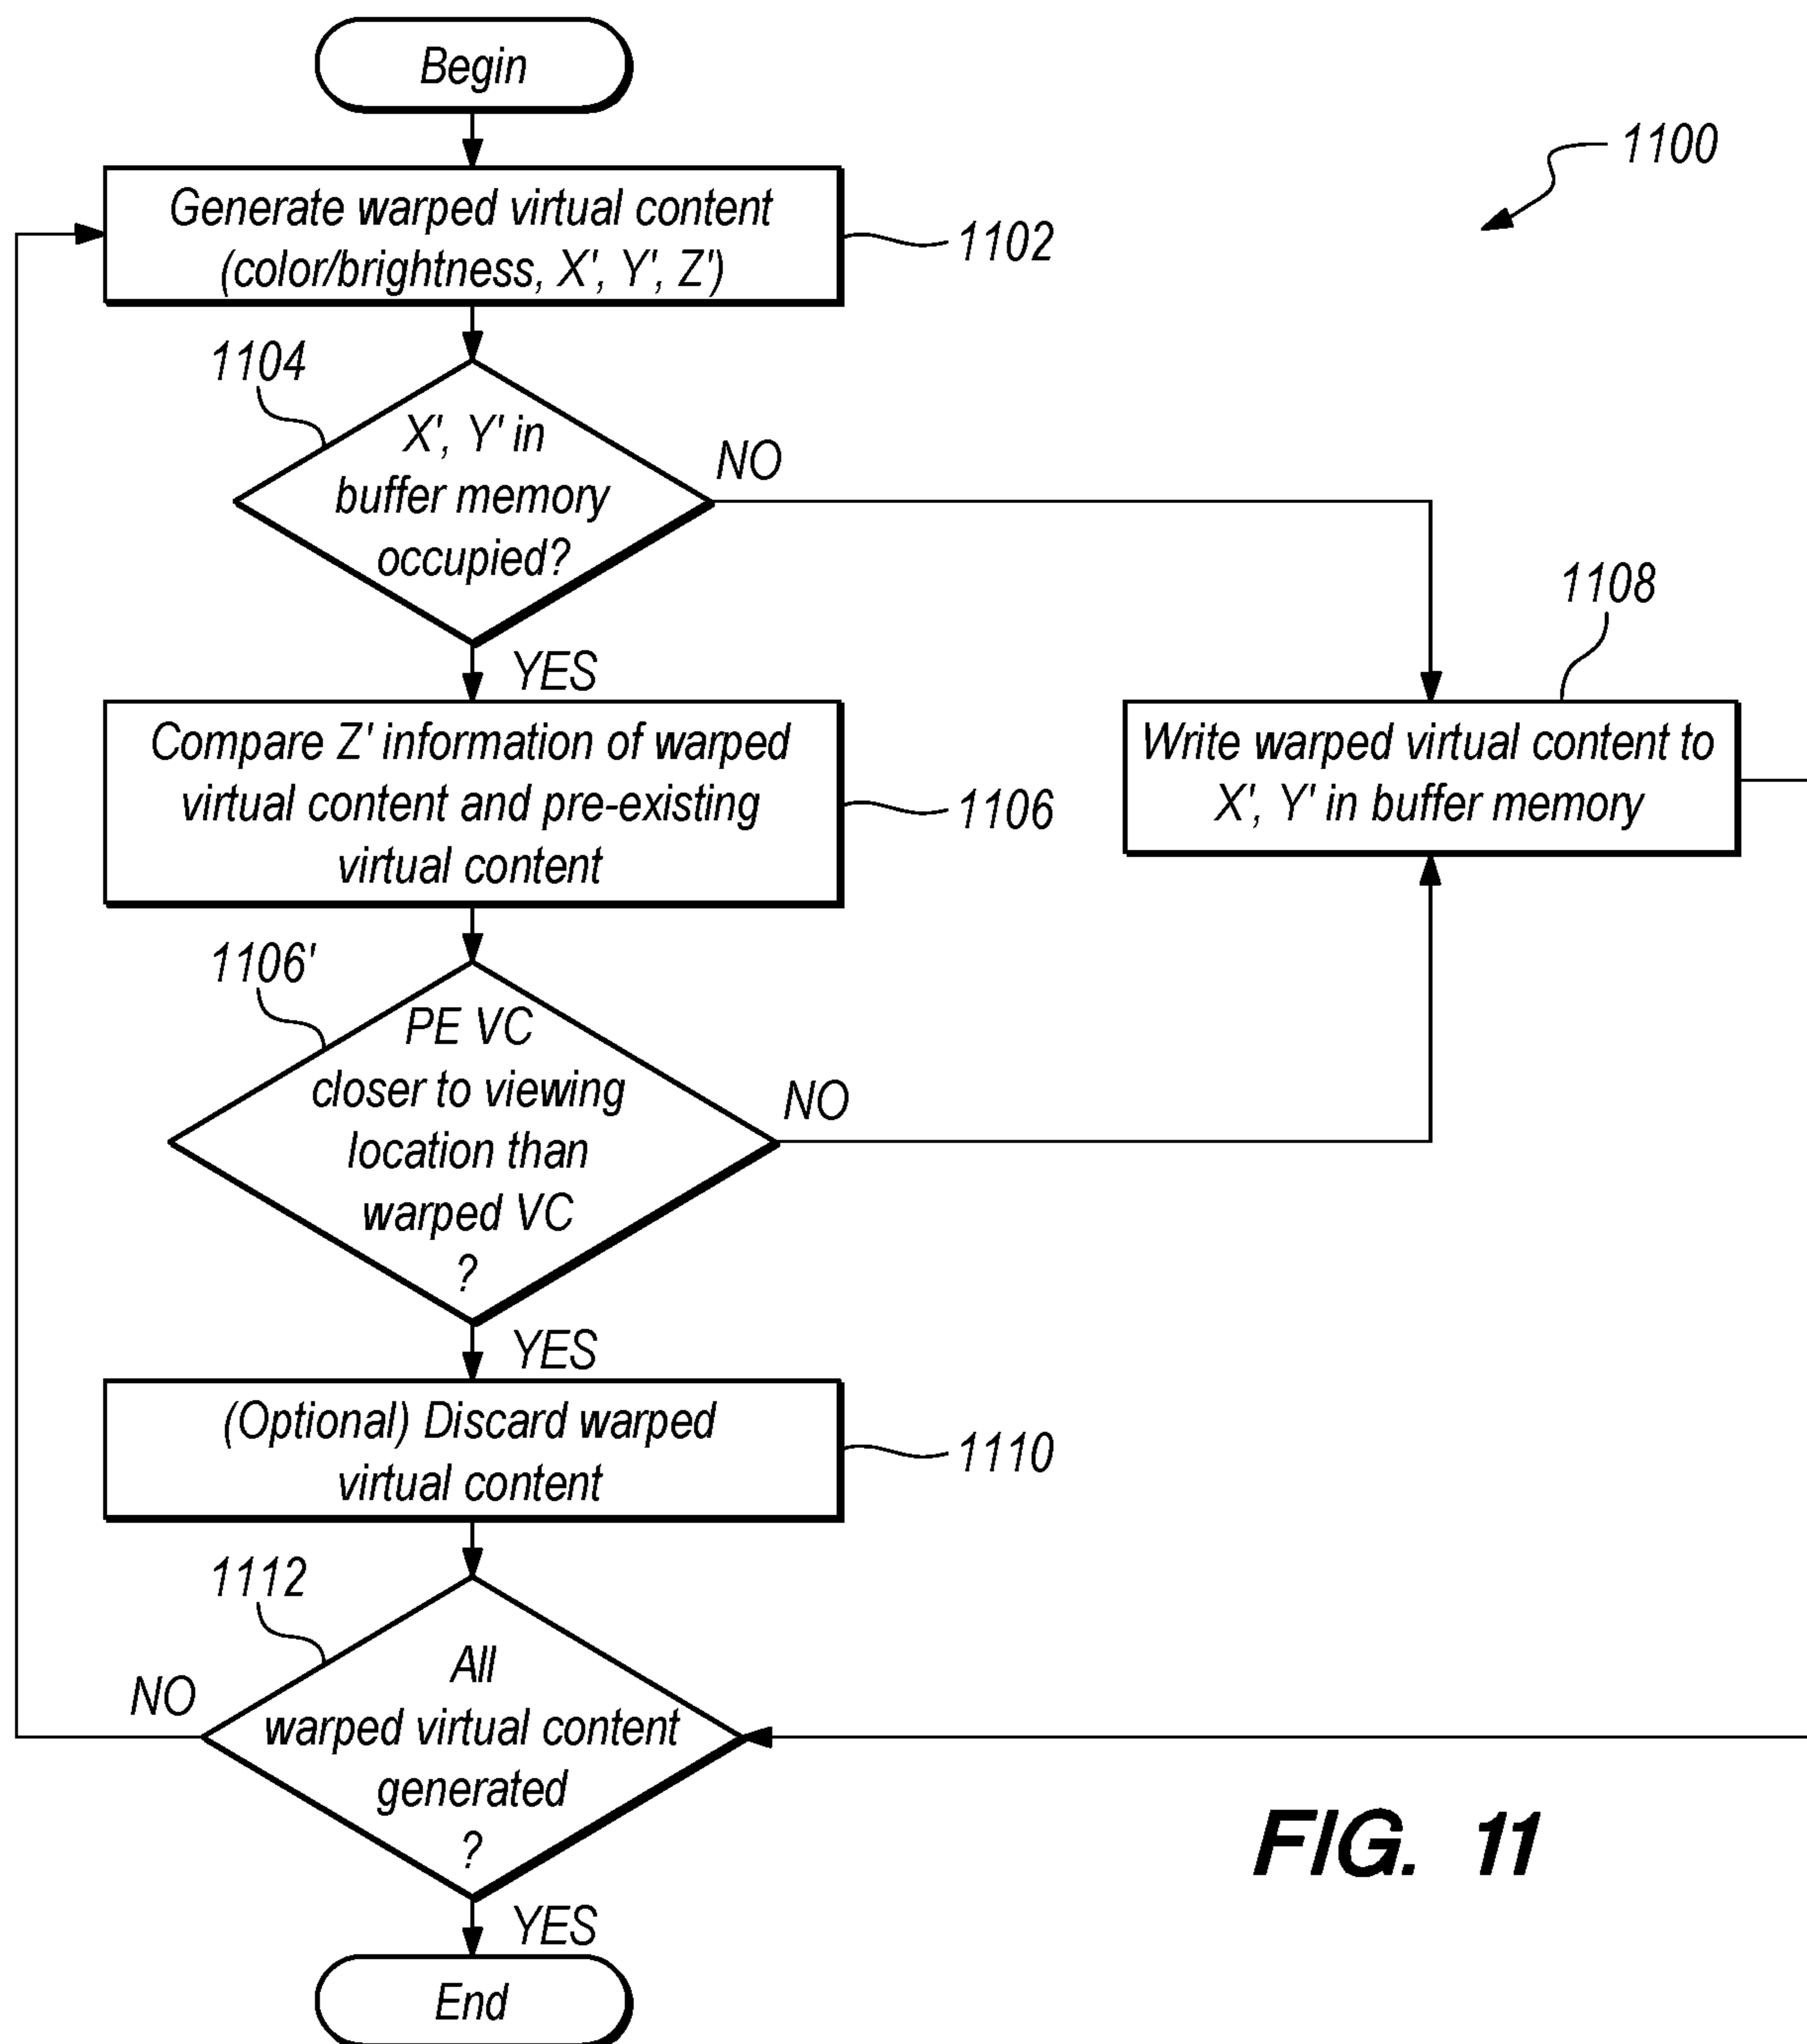 Begin
1100
Generate warped virtual content
(color/brightness, X', Y', Z')
1102
1104
X', Y' in
buffer memory
occupied?
NO
YES
1108
Compare Z' information of warped
virtual content and pre-existing
virtual content
1106
Write warped virtual content to
X', Y' in buffer memory
1106'
PE VC
closer to viewing
location than
warped VC
?
NO
YES
(Optional) Discard warped
virtual content
1110
1112
All
warped virtual content
generated
?
NO
YES
End
FIG. 11